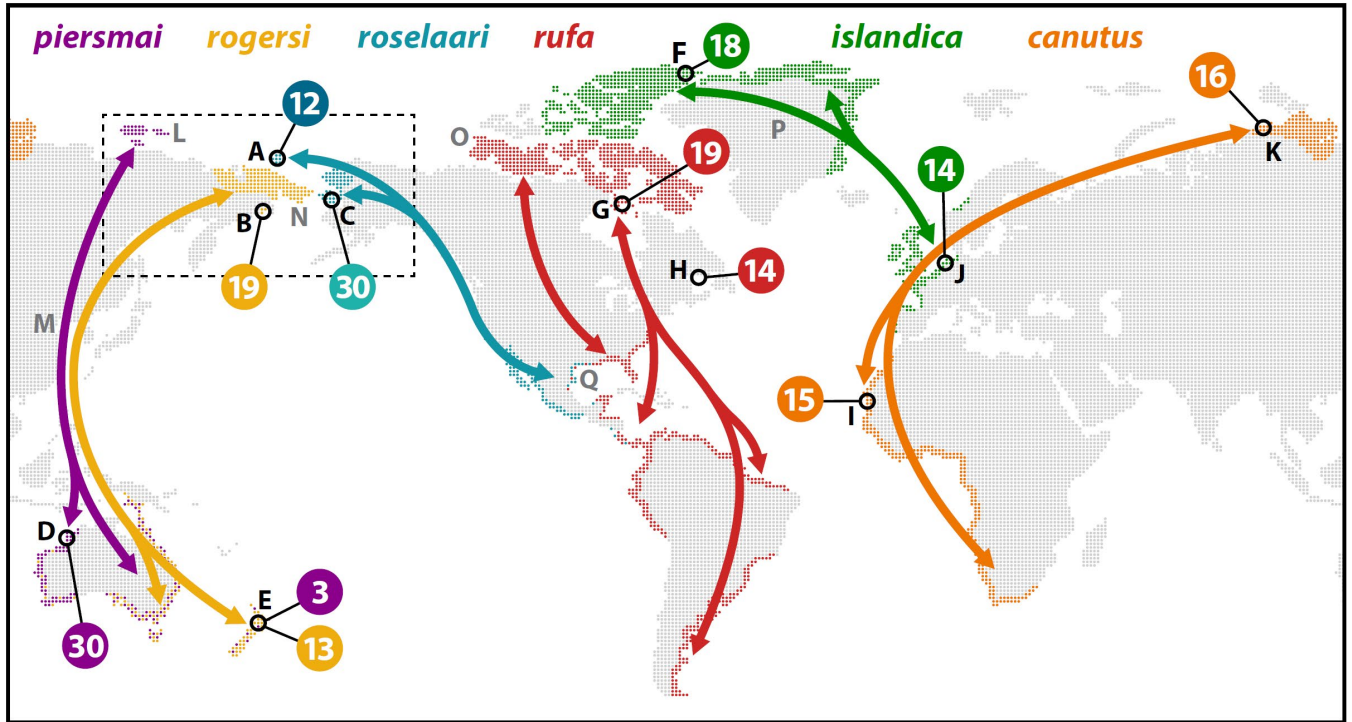 piersmai rogersi roselaari rufa islandica canutus
F 18
16
12
L
O
P
A
19
K
14
G
B N C
H 14
J
19 30
M
Q
15
I
D
E 3
30 13